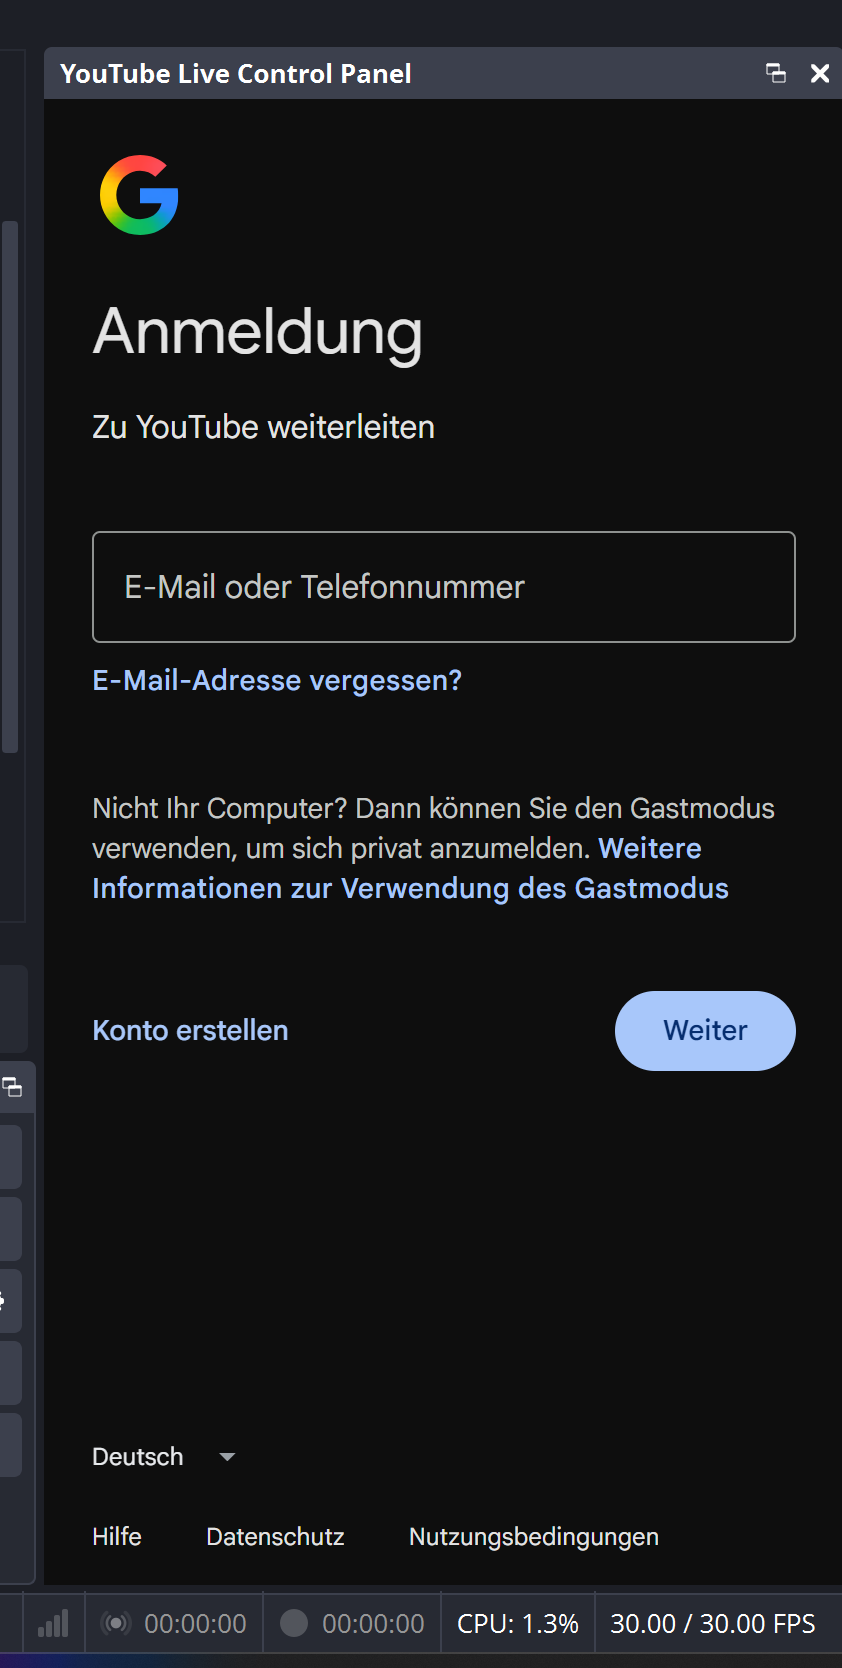 YouTube Live Control Panel
Anmeldung
Zu YouTube weiterleiten
E-Mail oder Telefonnummer
E-Mail-Adresse vergessen?
Nicht Ihr Computer? Dann können Sie den Gastmodus
verwenden, um sich privat anzumelden. Weitere
Informationen zur Verwendung des Gastmodus
Konto erstellen
Weiter
Deutsch
Hilfe
Datenschutz
Nutzungsbedingungen
00:00:00
00:00:00
CPU: 1.3%
30.00 / 30.00 FPS